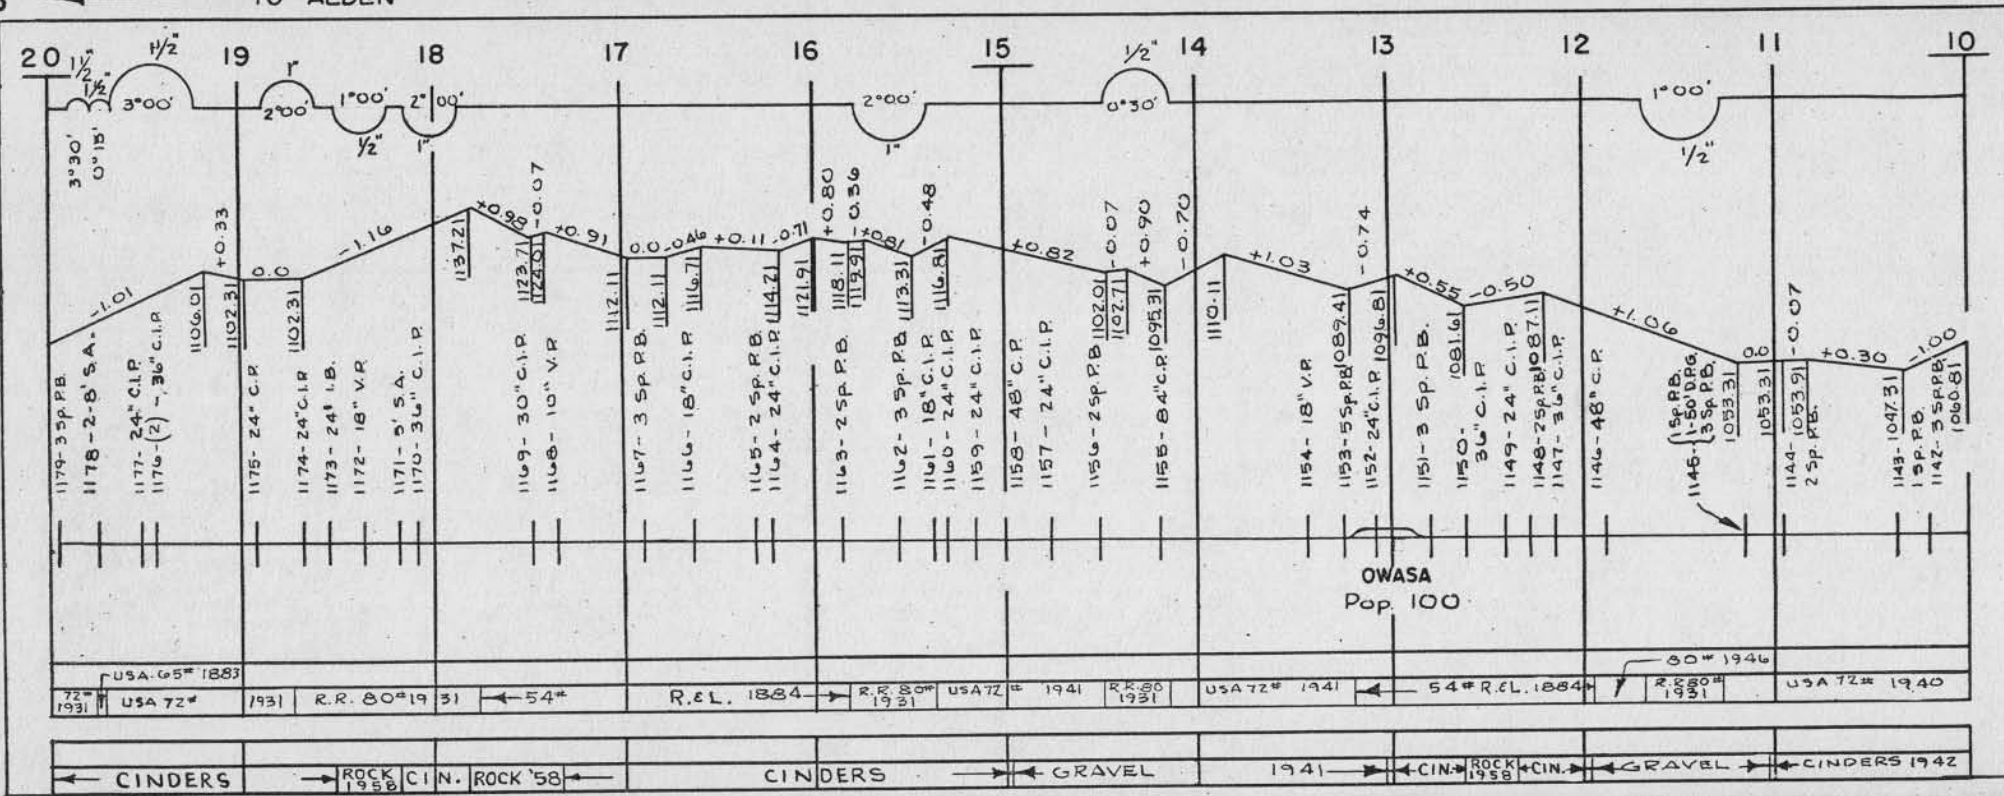 TO ALDEN
20 19 18 17 16 15 14 13 12 11 10
1½" 1½" 1½" 1" 1/2"
3°00' 2°00' 1°00' 2°00' 2°00' 0°30' 1°00'
½" 1" 1" 1/2"
3°30' 0°15'
-1.01 +0.33 0.0 -1.16 +0.98 -0.07 +0.91 0.0 -0.46 +0.11 -0.71 +0.80 -0.36 +0.81 -0.48 +0.82 -0.07 +0.90 -0.70 +1.03 -0.74 +0.55 -0.50 +1.06 0.0 -0.07 +0.30 -1.00
1106.01 1102.31 1102.31 1137.21 1123.71 1124.01 1112.11 1112.11 1116.71 1114.21 1121.91 1118.11 1119.91 1113.31 1116.81 1102.01 1102.71 1095.31 1110.11 1089.41 1096.81 1081.61 1087.11 1053.31 1053.31 1053.91 1047.31 1060.81
1179-3 Sp. P.B.
1178-2-8' S.A.
1177- 24" C.I.P.
1176-(2)-36" C.I.P.
1175-24" C.P.
1174-24" C.I.P.
1173-24" I.B.
1172-18" V.P.
1171-5' S.A.
1170-36" C.I.P.
1169-30" C.I.P.
1168-10" V.P.
1167-3 Sp. P.B.
1166-18" C.I.P.
1165-2 Sp. P.B.
1164-24" C.I.P.
1163-2 Sp. P.B.
1162-3 Sp. P.B.
1161-18" C.I.P.
1160-24" C.I.P.
1159-24" C.I.P.
1158-48" C.P.
1157-24" C.I.P.
1156-2 Sp. P.B.
1155-84" C.P.
1154-18" V.P.
1153-5 Sp. P.B.
1152-24" C.I.P.
1151-3 Sp. P.B.
1150-
36" C.I.P.
1149-24" C.I.P.
1148-2 Sp. P.B.
1147-36" C.I.P.
1146-48" C.P.
1145-
1 Sp. P.B.
1-50' D.P.G.
3 Sp. P.B.
1144-
2 Sp. P.B.
1143-
1 Sp. P.B.
1142-3 Sp. P.B.
OWASA
Pop. 100
USA 65# 1883
80# 1946
72# 1931 USA 72# 1931 R.R. 80# 1931 54# R.E.L. 1884 R.R. 80# 1931 USA 72# 1941 R.R. 80 1931 USA 72# 1941 54# R.E.L. 1884 R.R. 80# 1931 USA 72# 1940
CINDERS ROCK 1958 CIN. ROCK '58 CINDERS GRAVEL 1941 CIN. ROCK 1958 CIN. GRAVEL CINDERS 1942